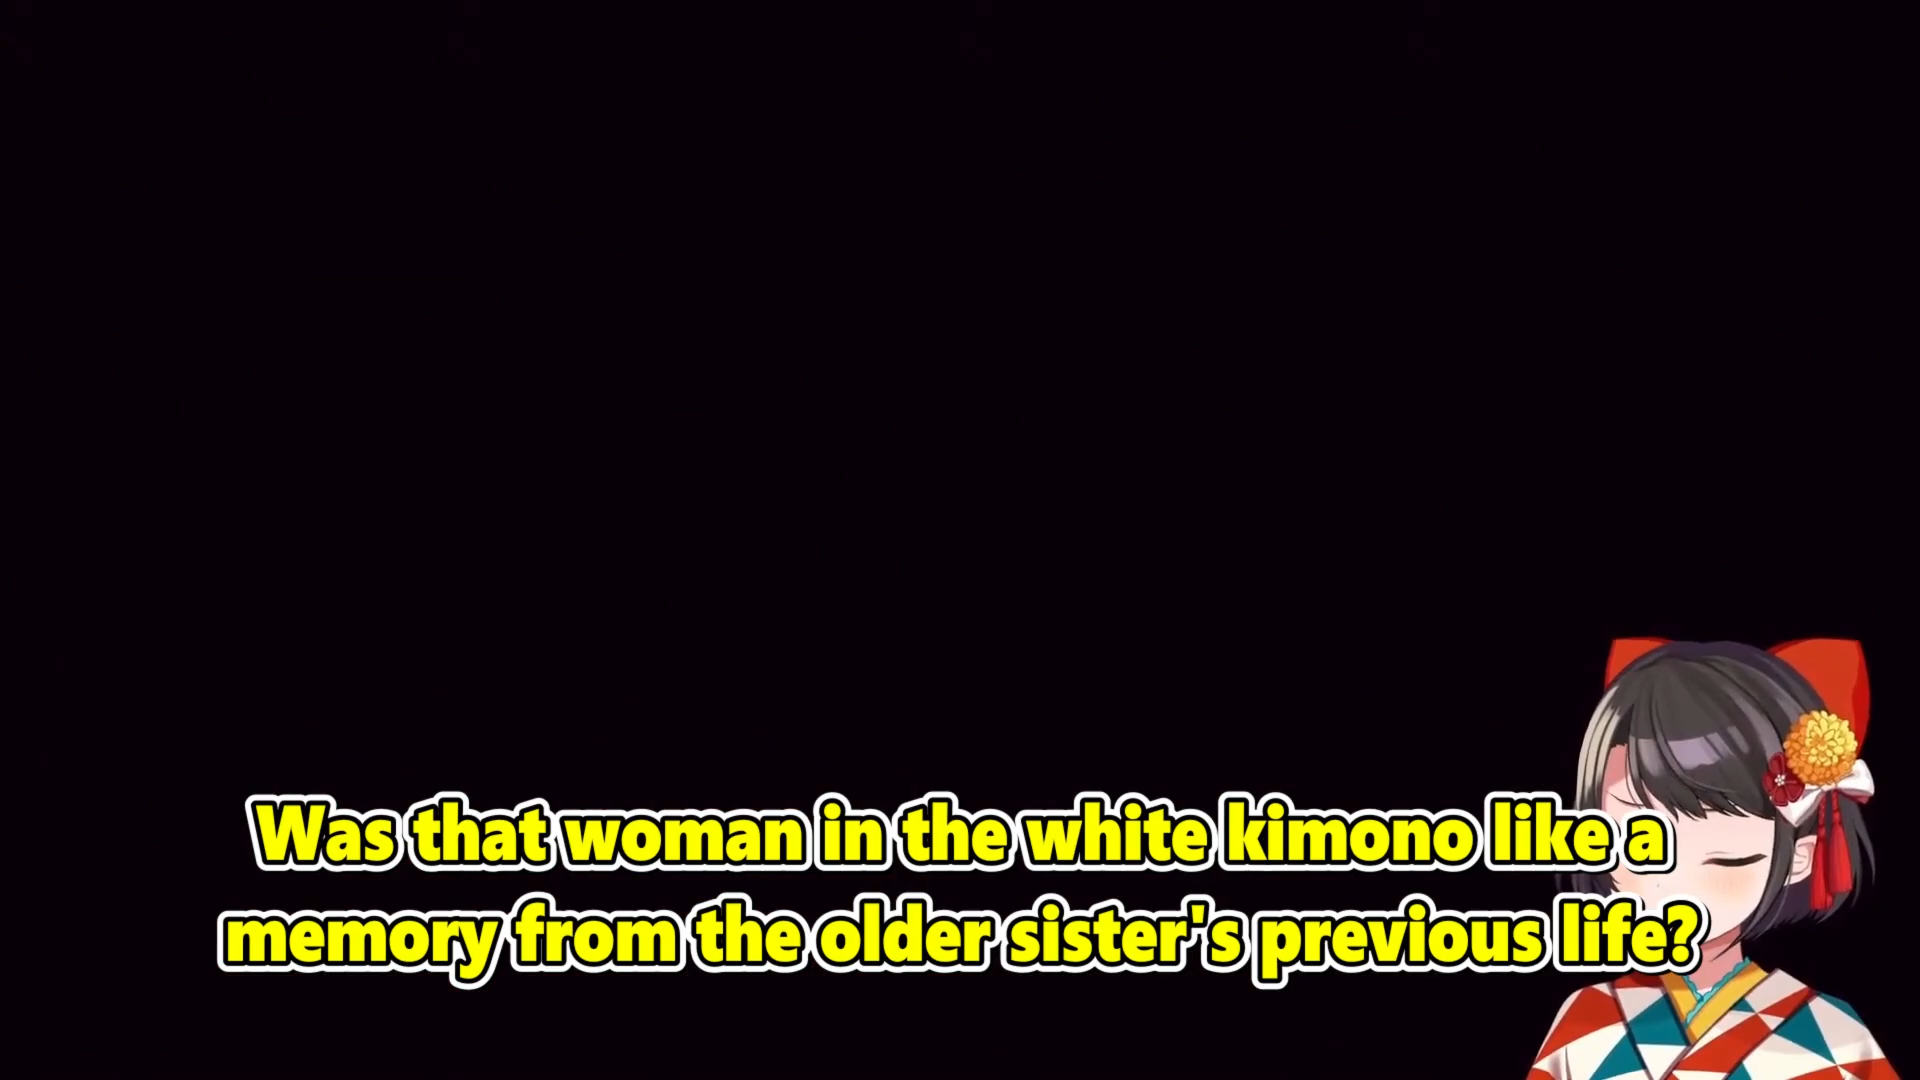 Was that woman in the white kimono like a
memory from the older sister's previous life?